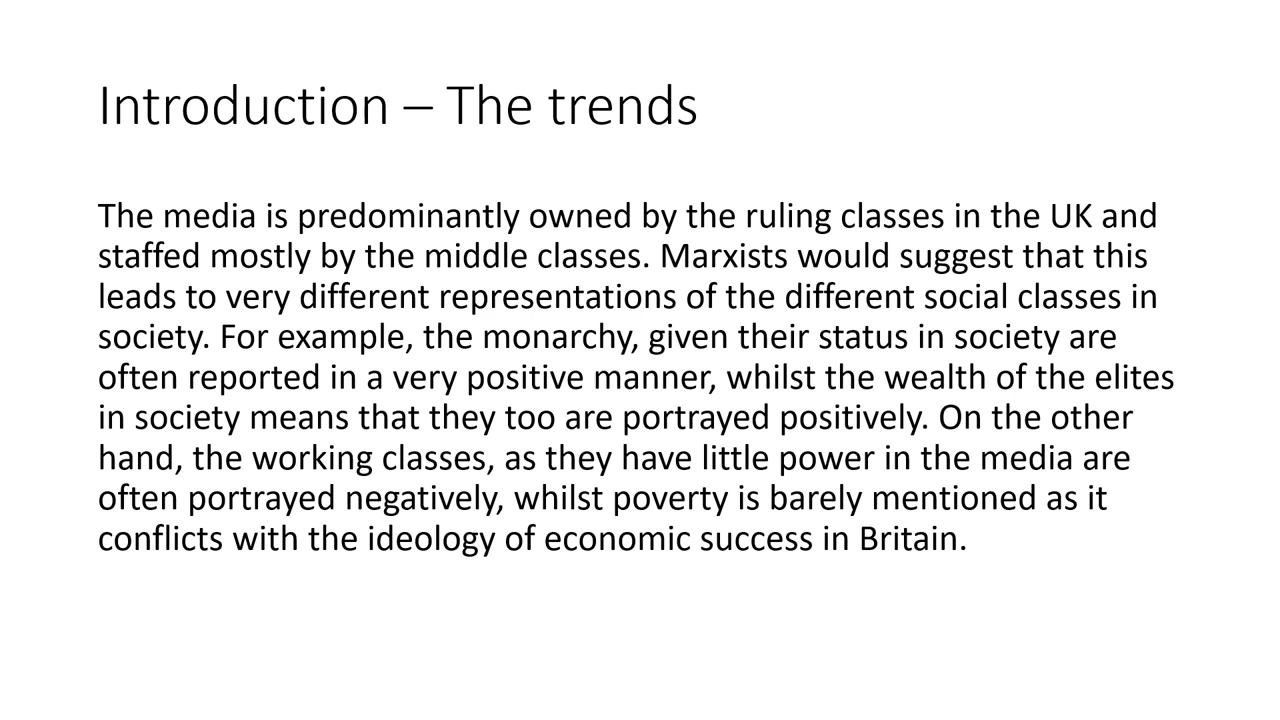 Introduction – The trends
The media is predominantly owned by the ruling classes in the UK and
staffed mostly by the middle classes. Marxists would suggest that this
leads to very different representations of the different social classes in
society. For example, the monarchy, given their status in society are
often reported in a very positive manner, whilst the wealth of the elites
in society means that they too are portrayed positively. On the other
hand, the working classes, as they have little power in the media are
often portrayed negatively, whilst poverty is barely mentioned as it
conflicts with the ideology of economic success in Britain.